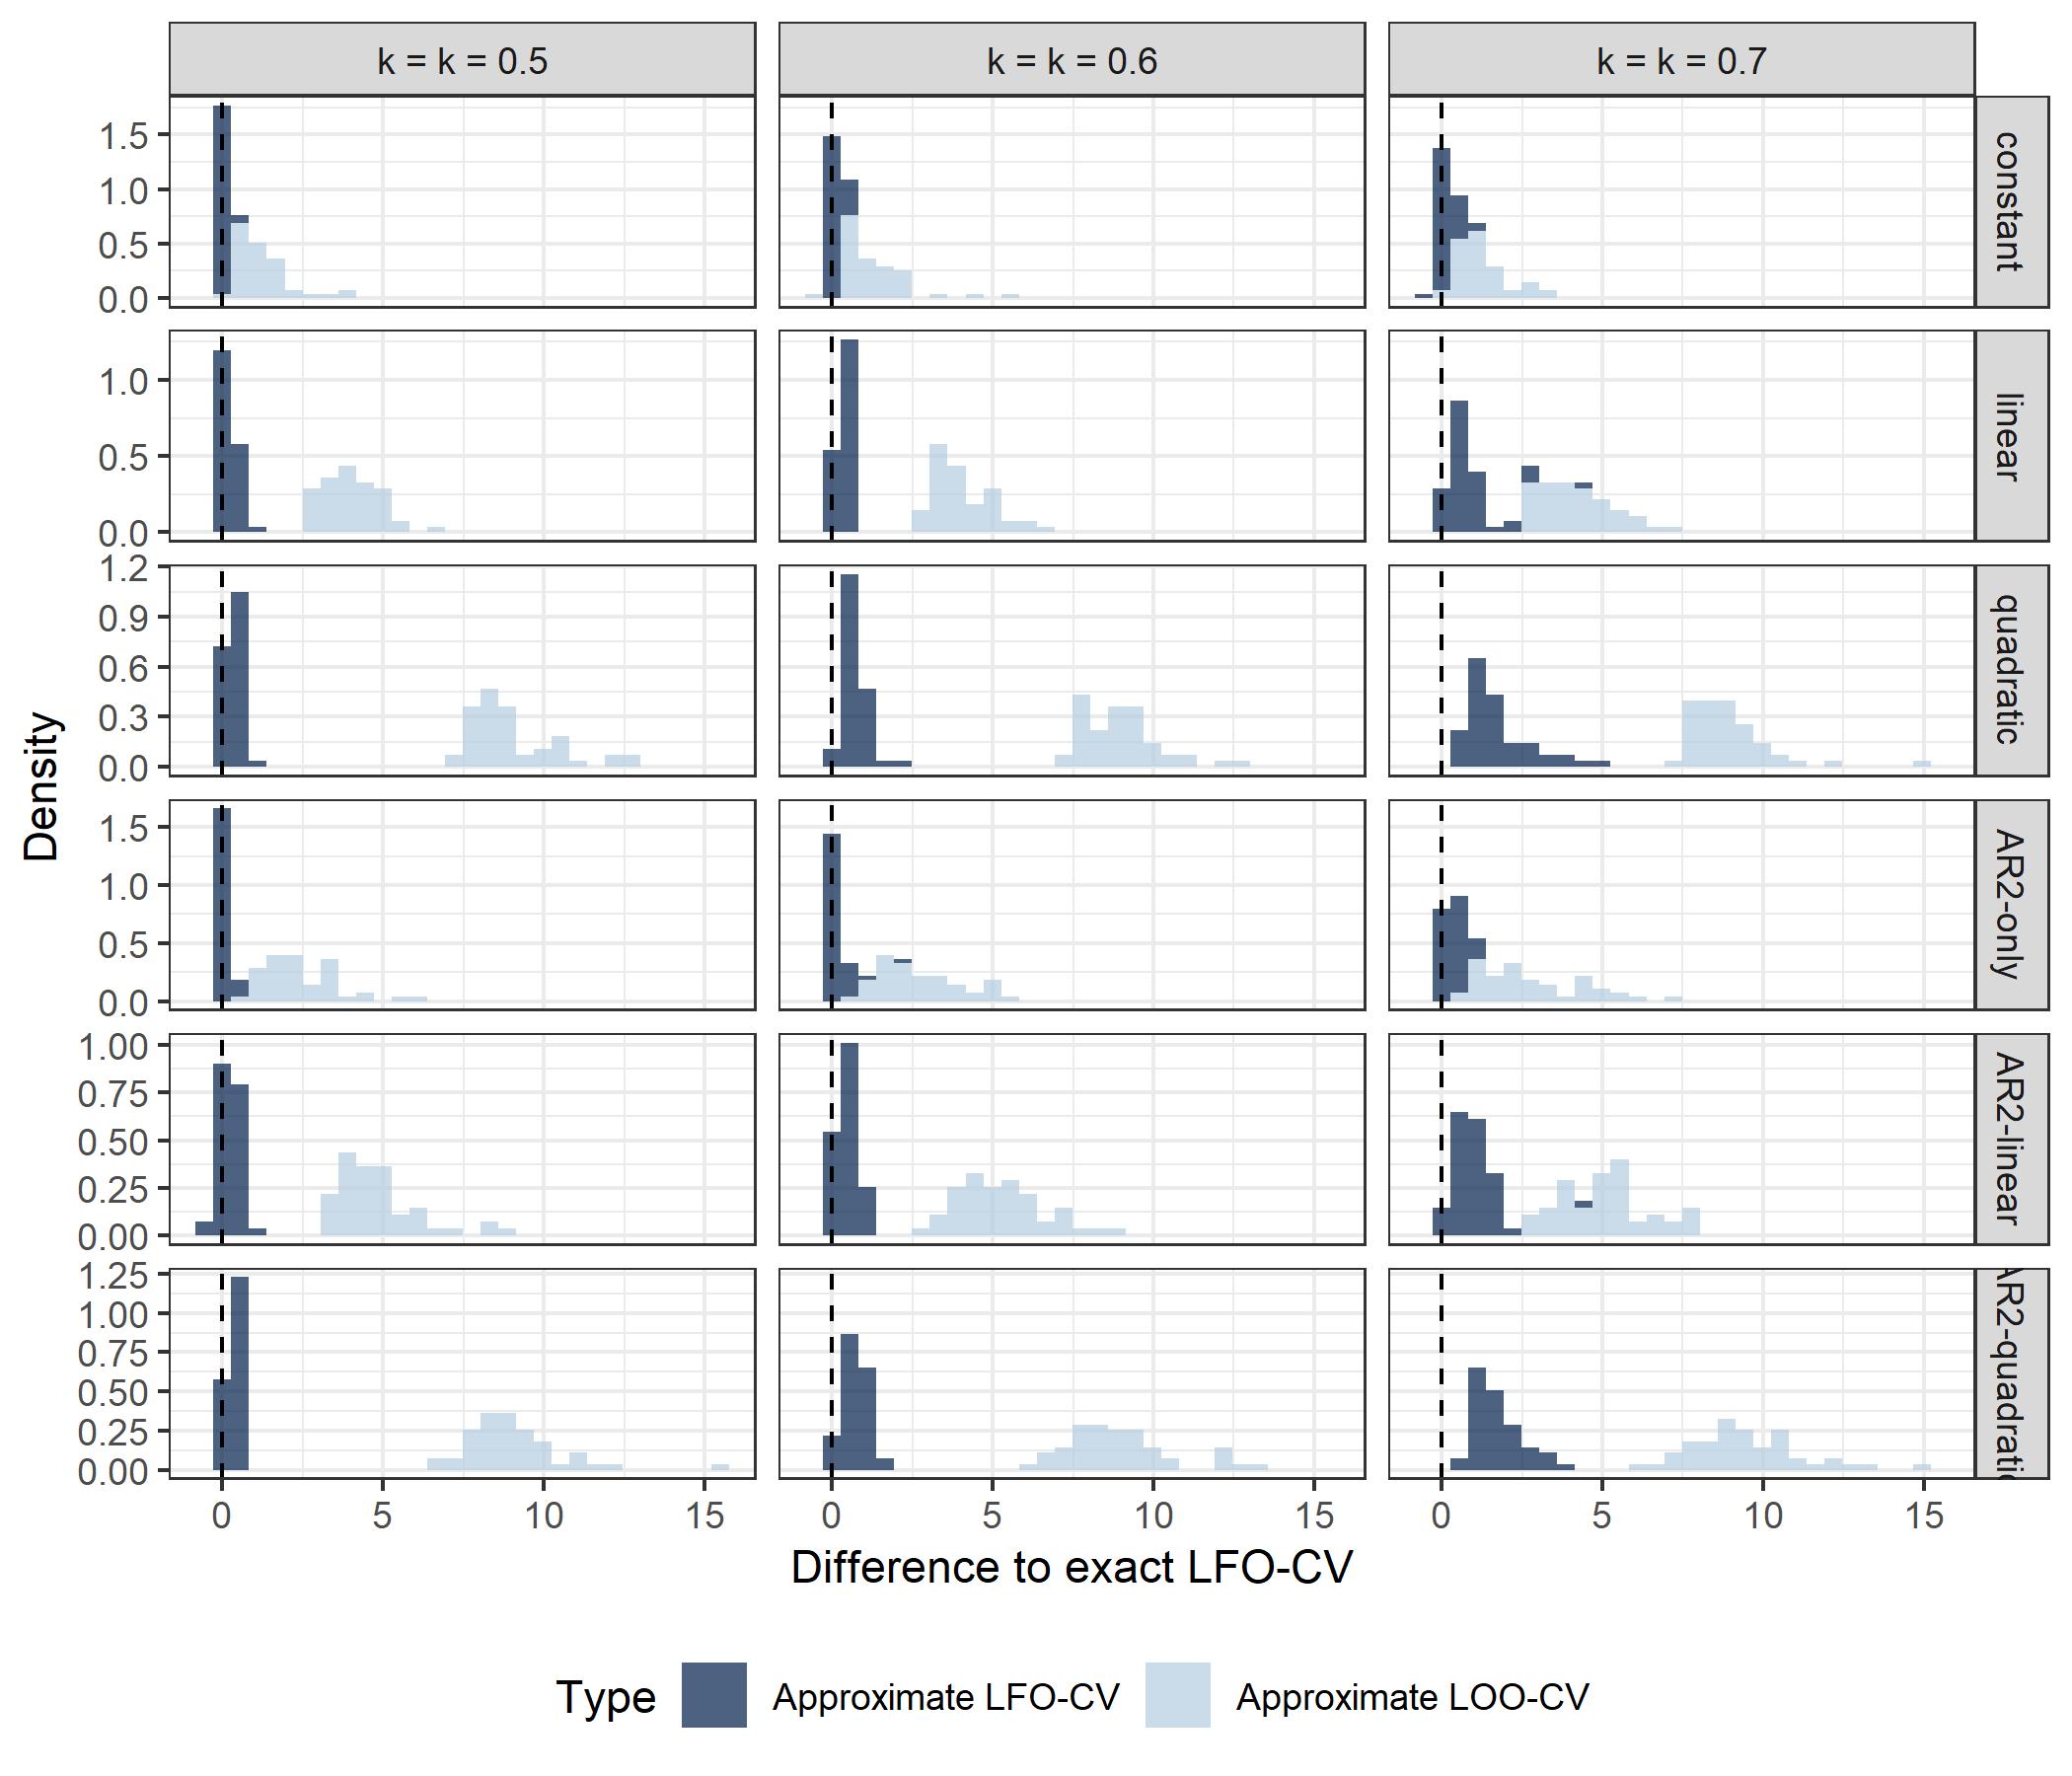 k = k = 0.5
k = k = 0.6
k = k = 0.7
1.5
1.0
0.5
0.0
constant
1.0
0.5
0.0
linear
1.2
0.9
0.6
0.3
0.0
quadratic
Density
1.5
1.0
0.5
0.0
AR2-only
1.00
0.75
0.50
0.25
0.00
AR2-linear
1.25
1.00
0.75
0.50
0.25
0.00
AR2-quadratic
0 5 10 15
0 5 10 15
0 5 10 15
Difference to exact LFO-CV
Type Approximate LFO-CV Approximate LOO-CV